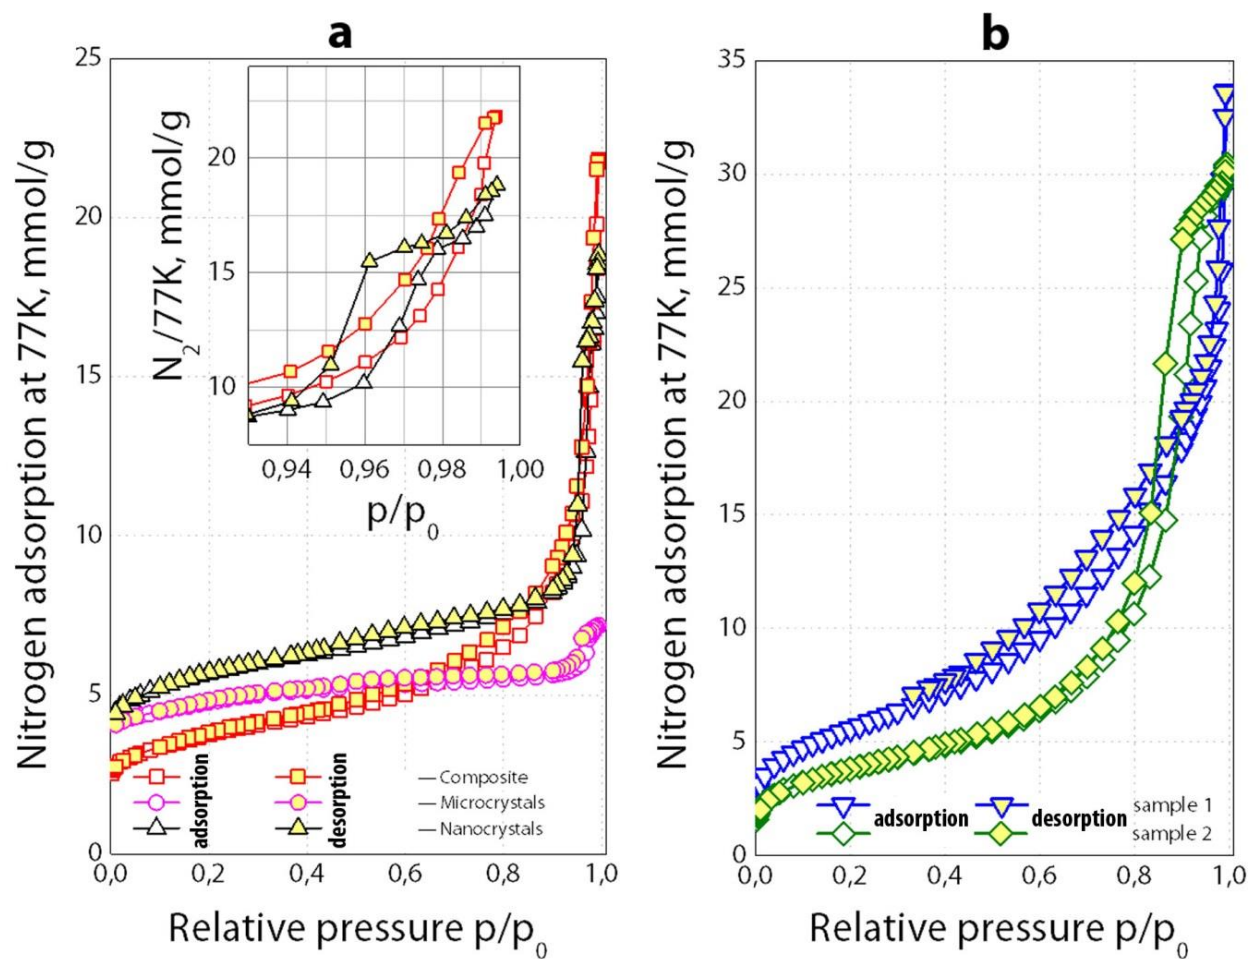 a
Nitrogen adsorption at 77K, mmol/g
25
20
15
10
5
0
0,0
0,2
0,4
0,6
0,8
1,0
Relative pressure p/p0
N2/77K, mmol/g
20
15
10
0,94
0,96
0,98
1,00
p/p0
adsorption
desorption
Composite
Microcrystals
Nanocrystals
b
Nitrogen adsorption at 77K, mmol/g
35
30
25
20
15
10
5
0
0,0
0,2
0,4
0,6
0,8
1,0
Relative pressure p/p0
adsorption
desorption
sample 1
sample 2